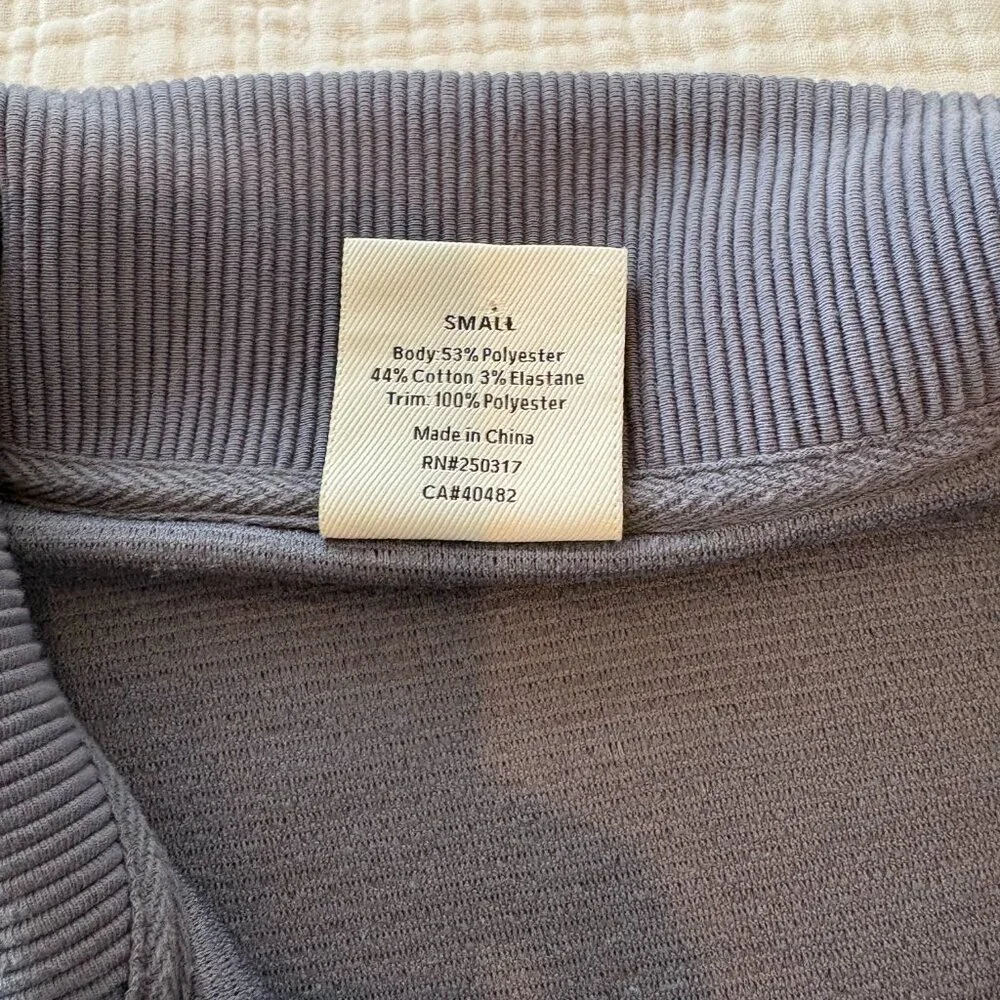 SMALL
Body:53% Polyester
44% Cotton 3% Elastane
Trim: 100% Polyester
Made in China
RN#250317
CA#40482